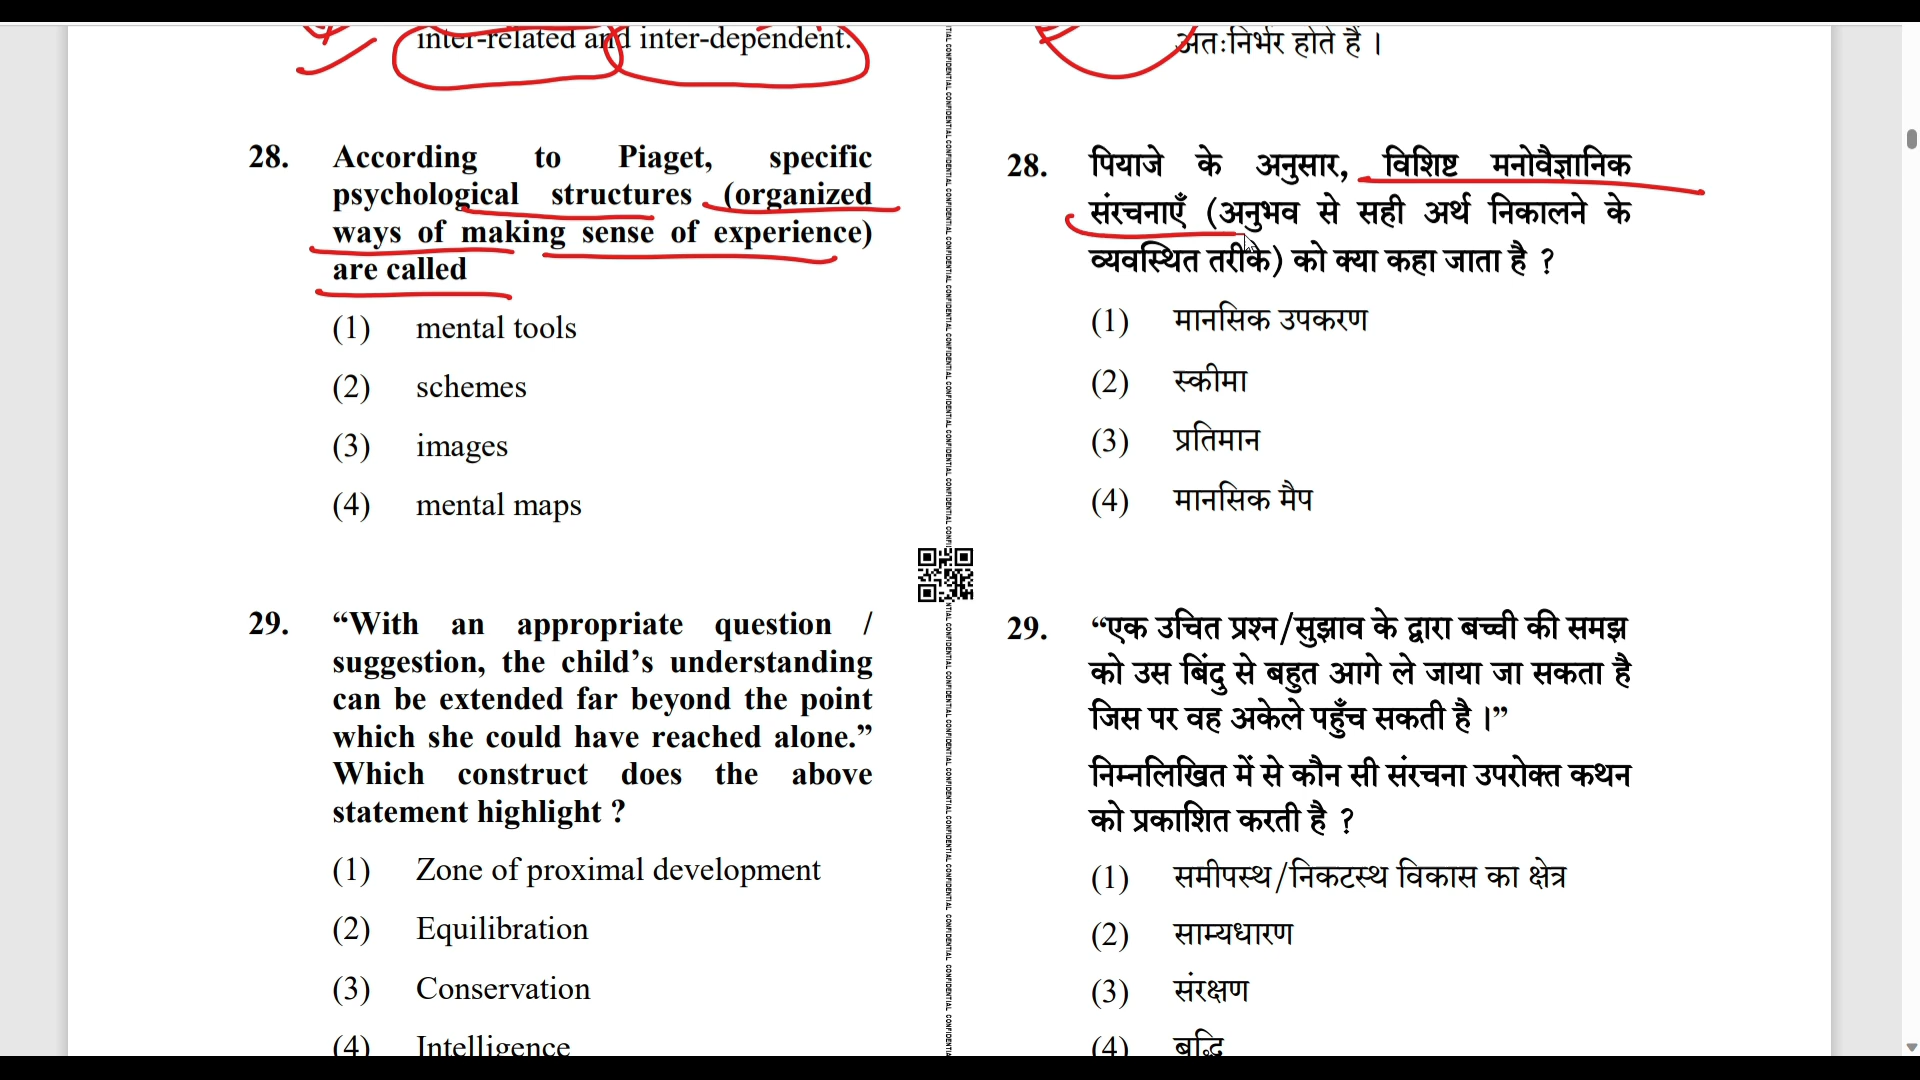 inter-related and inter-dependent.
28. According to Piaget, specific
psychological structures (organized
ways of making sense of experience)
are called
(1) mental tools
(2) schemes
(3) images
(4) mental maps
29. “With an appropriate question /
suggestion, the child’s understanding
can be extended far beyond the point
which she could have reached alone.”
Which construct does the above
statement highlight ?
(1) Zone of proximal development
(2) Equilibration
(3) Conservation
(4) Intelligence
अंतःनिर्भर होते हैं ।
28. पियाजे के अनुसार, विशिष्ट मनोवैज्ञानिक
संरचनाएँ (अनुभव से सही अर्थ निकालने के
व्यवस्थित तरीके) को क्या कहा जाता है ?
(1) मानसिक उपकरण
(2) स्कीमा
(3) प्रतिमान
(4) मानसिक मैप
29. “एक उचित प्रश्न/सुझाव के द्वारा बच्ची की समझ
को उस बिंदु से बहुत आगे ले जाया जा सकता है
जिस पर वह अकेले पहुँच सकती है ।”
निम्नलिखित में से कौन सी संरचना उपरोक्त कथन
को प्रकाशित करती है ?
(1) समीपस्थ/निकटस्थ विकास का क्षेत्र
(2) साम्यधारण
(3) संरक्षण
(4) बुद्धि